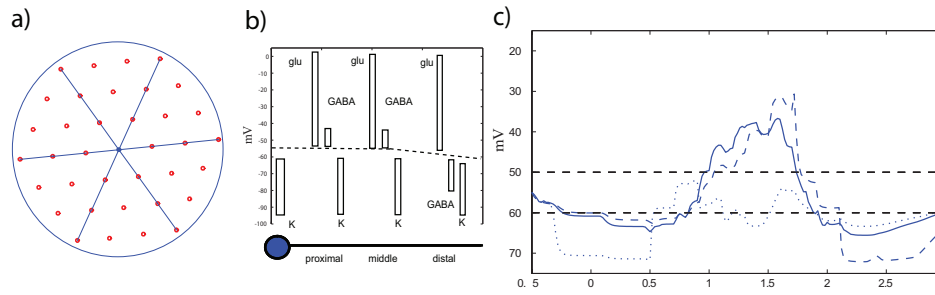 a)
b)
mV
0
-10
-20
-30
-40
-50
-60
-70
-80
-90
-100
glu
GABA
glu
GABA
glu
GABA
K
K
K
K
proximal
middle
distal
c)
mV
20
30
40
50
60
70
0. 5
0.
0.5
1.0
1.5
2.0
2.5